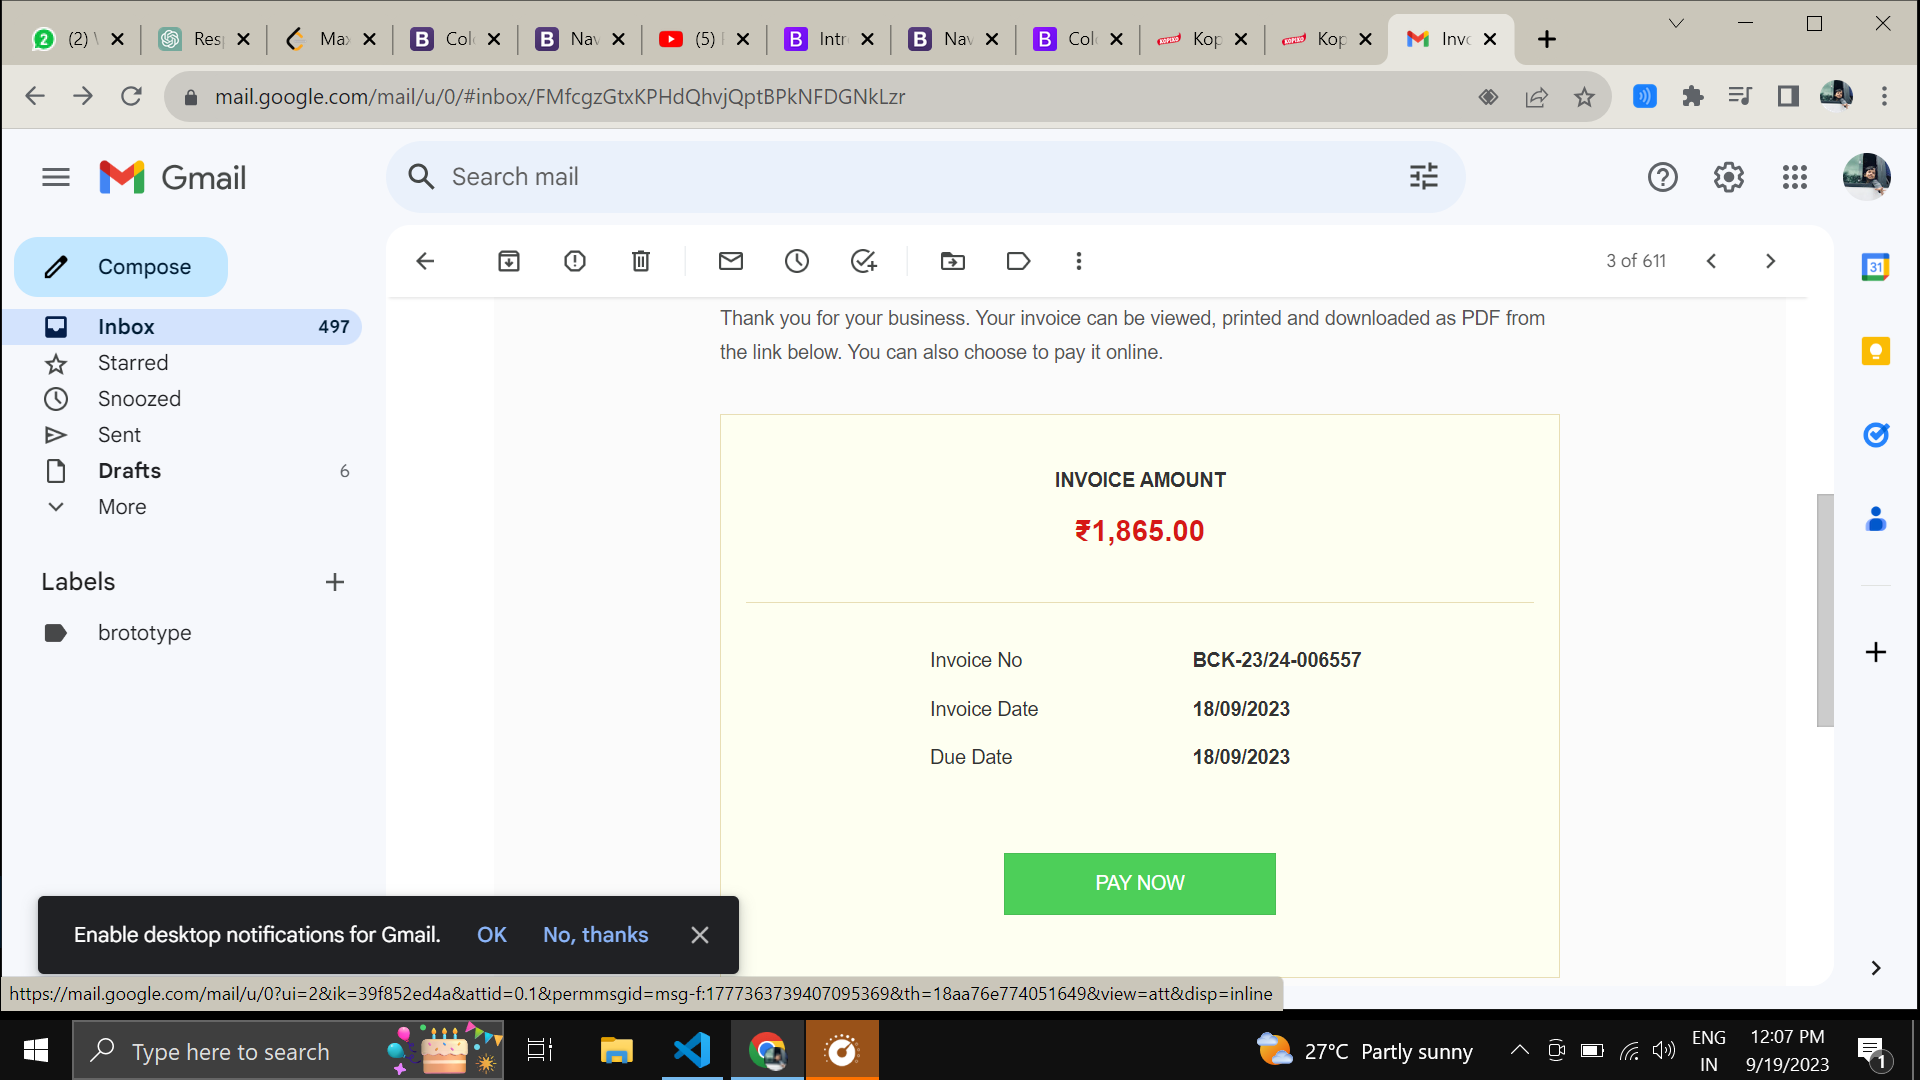 (2)
Max
Nav
(5)
Intr
Nav
Kop
Kop
mail.google.com/mail/u/0/#inbox/FMfcgzGtxKPHdQhvjQptBPkNFDGNkLzr
Gmail
Search mail
Compose
3 of 611
31
Inbox 497
Starred
Snoozed
Sent
Drafts 6
More
Labels
brototype
Thank you for your business. Your invoice can be viewed, printed and downloaded as PDF from
the link below. You can also choose to pay it online.
INVOICE AMOUNT
₹1,865.00
Invoice No BCK-23/24-006557
Invoice Date 18/09/2023
Due Date 18/09/2023
PAY NOW
Enable desktop notifications for Gmail. OK No, thanks
https://mail.google.com/mail/u/0?ui=2&ik=39f852ed4a&attid=0.1&permmsgid=msg-f:1777363739407095369&th=18aa76e774051649&view=att&disp=inline
Type here to search
27°C Partly sunny
ENG
IN
12:07 PM
9/19/2023
1